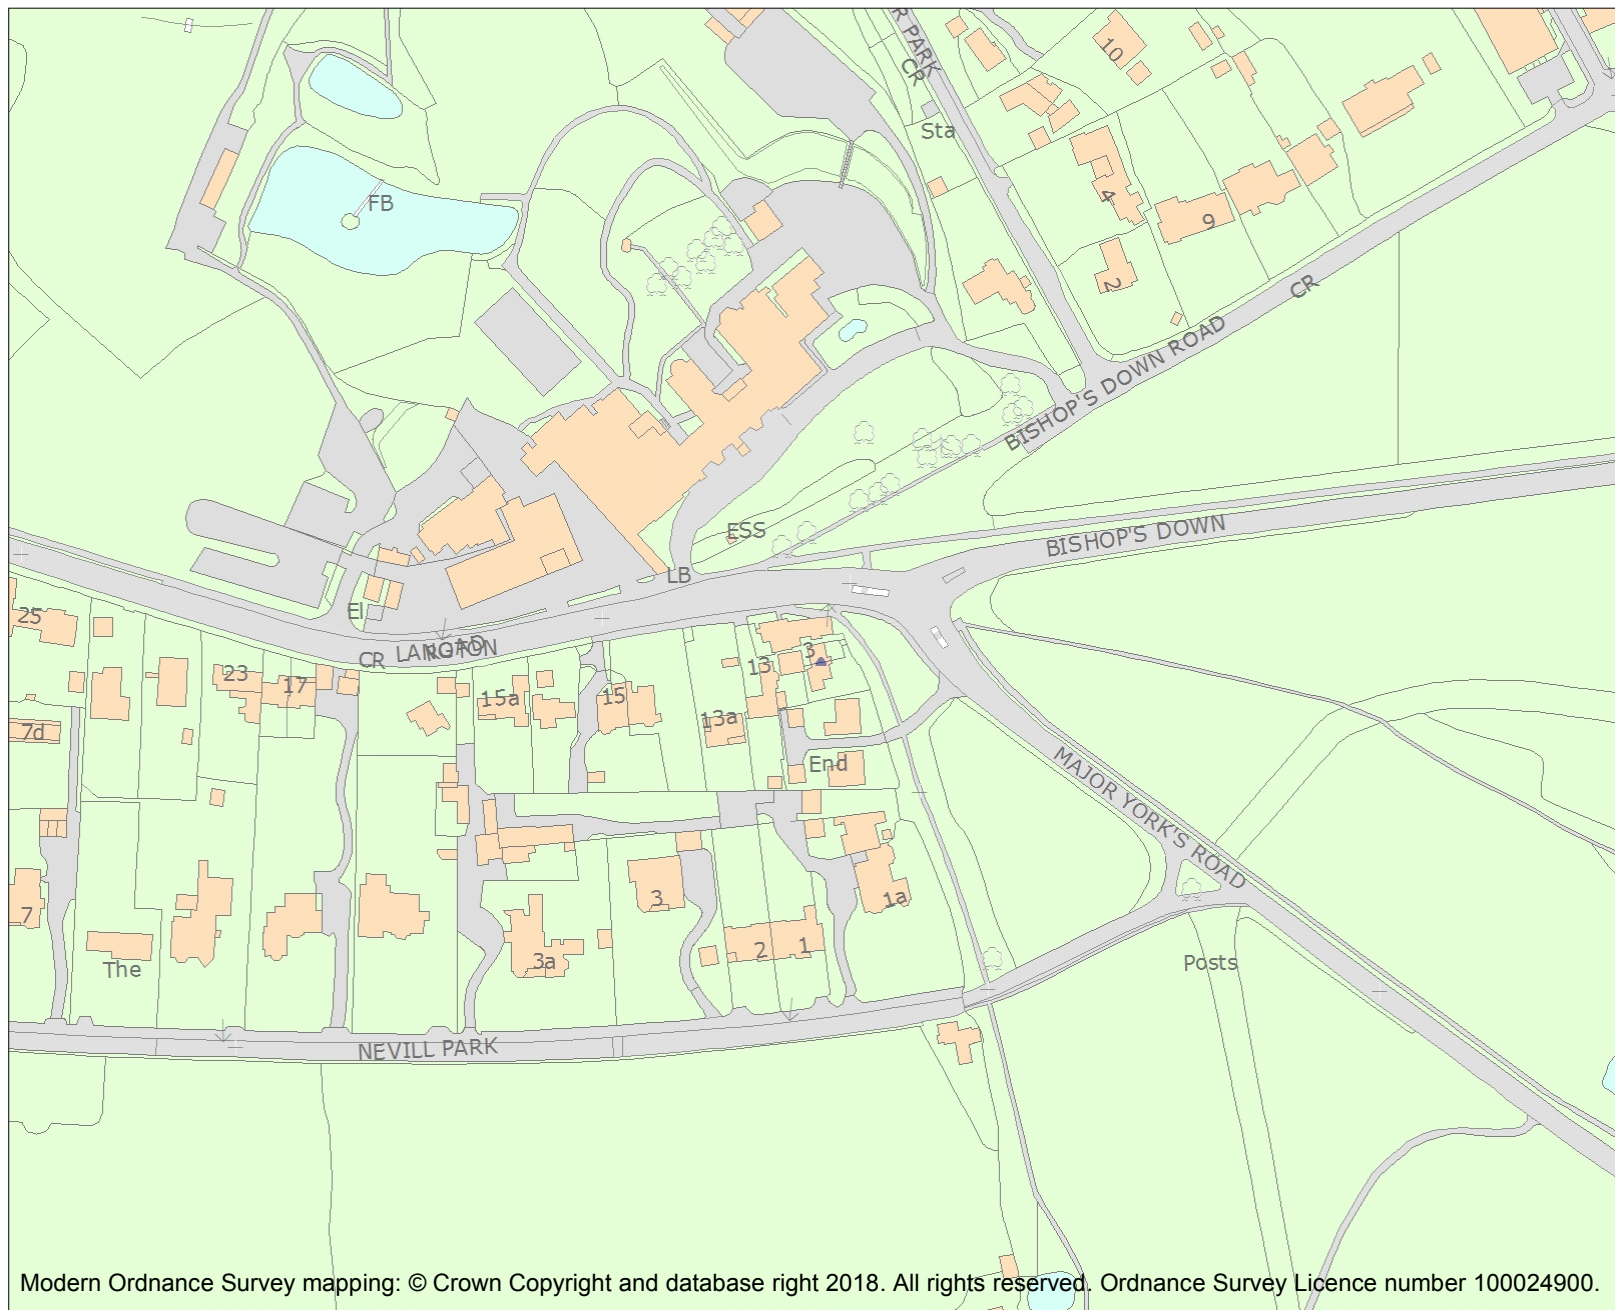 R PARK
CR
10
Sta
4
9
FB
2
CR
BISHOP'S DOWN ROAD
ESS
BISHOP'S DOWN
LB
El
25
CR
LANGTON
ROAD
3
13
23
17
15a
15
13a
7d
End
MAJOR YORK'S ROAD
3
1a
7
2
1
3a
The
Posts
NEVILL PARK
Modern Ordnance Survey mapping: © Crown Copyright and database right 2018. All rights reserved. Ordnance Survey Licence number 100024900.